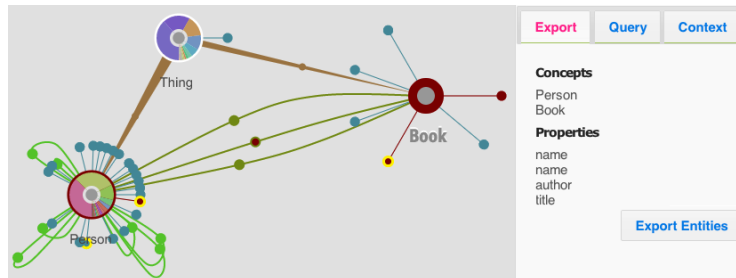 Thing
Book
Person
Export
Query
Context
Concepts
Person
Book
Properties
name
name
author
title
Export Entities